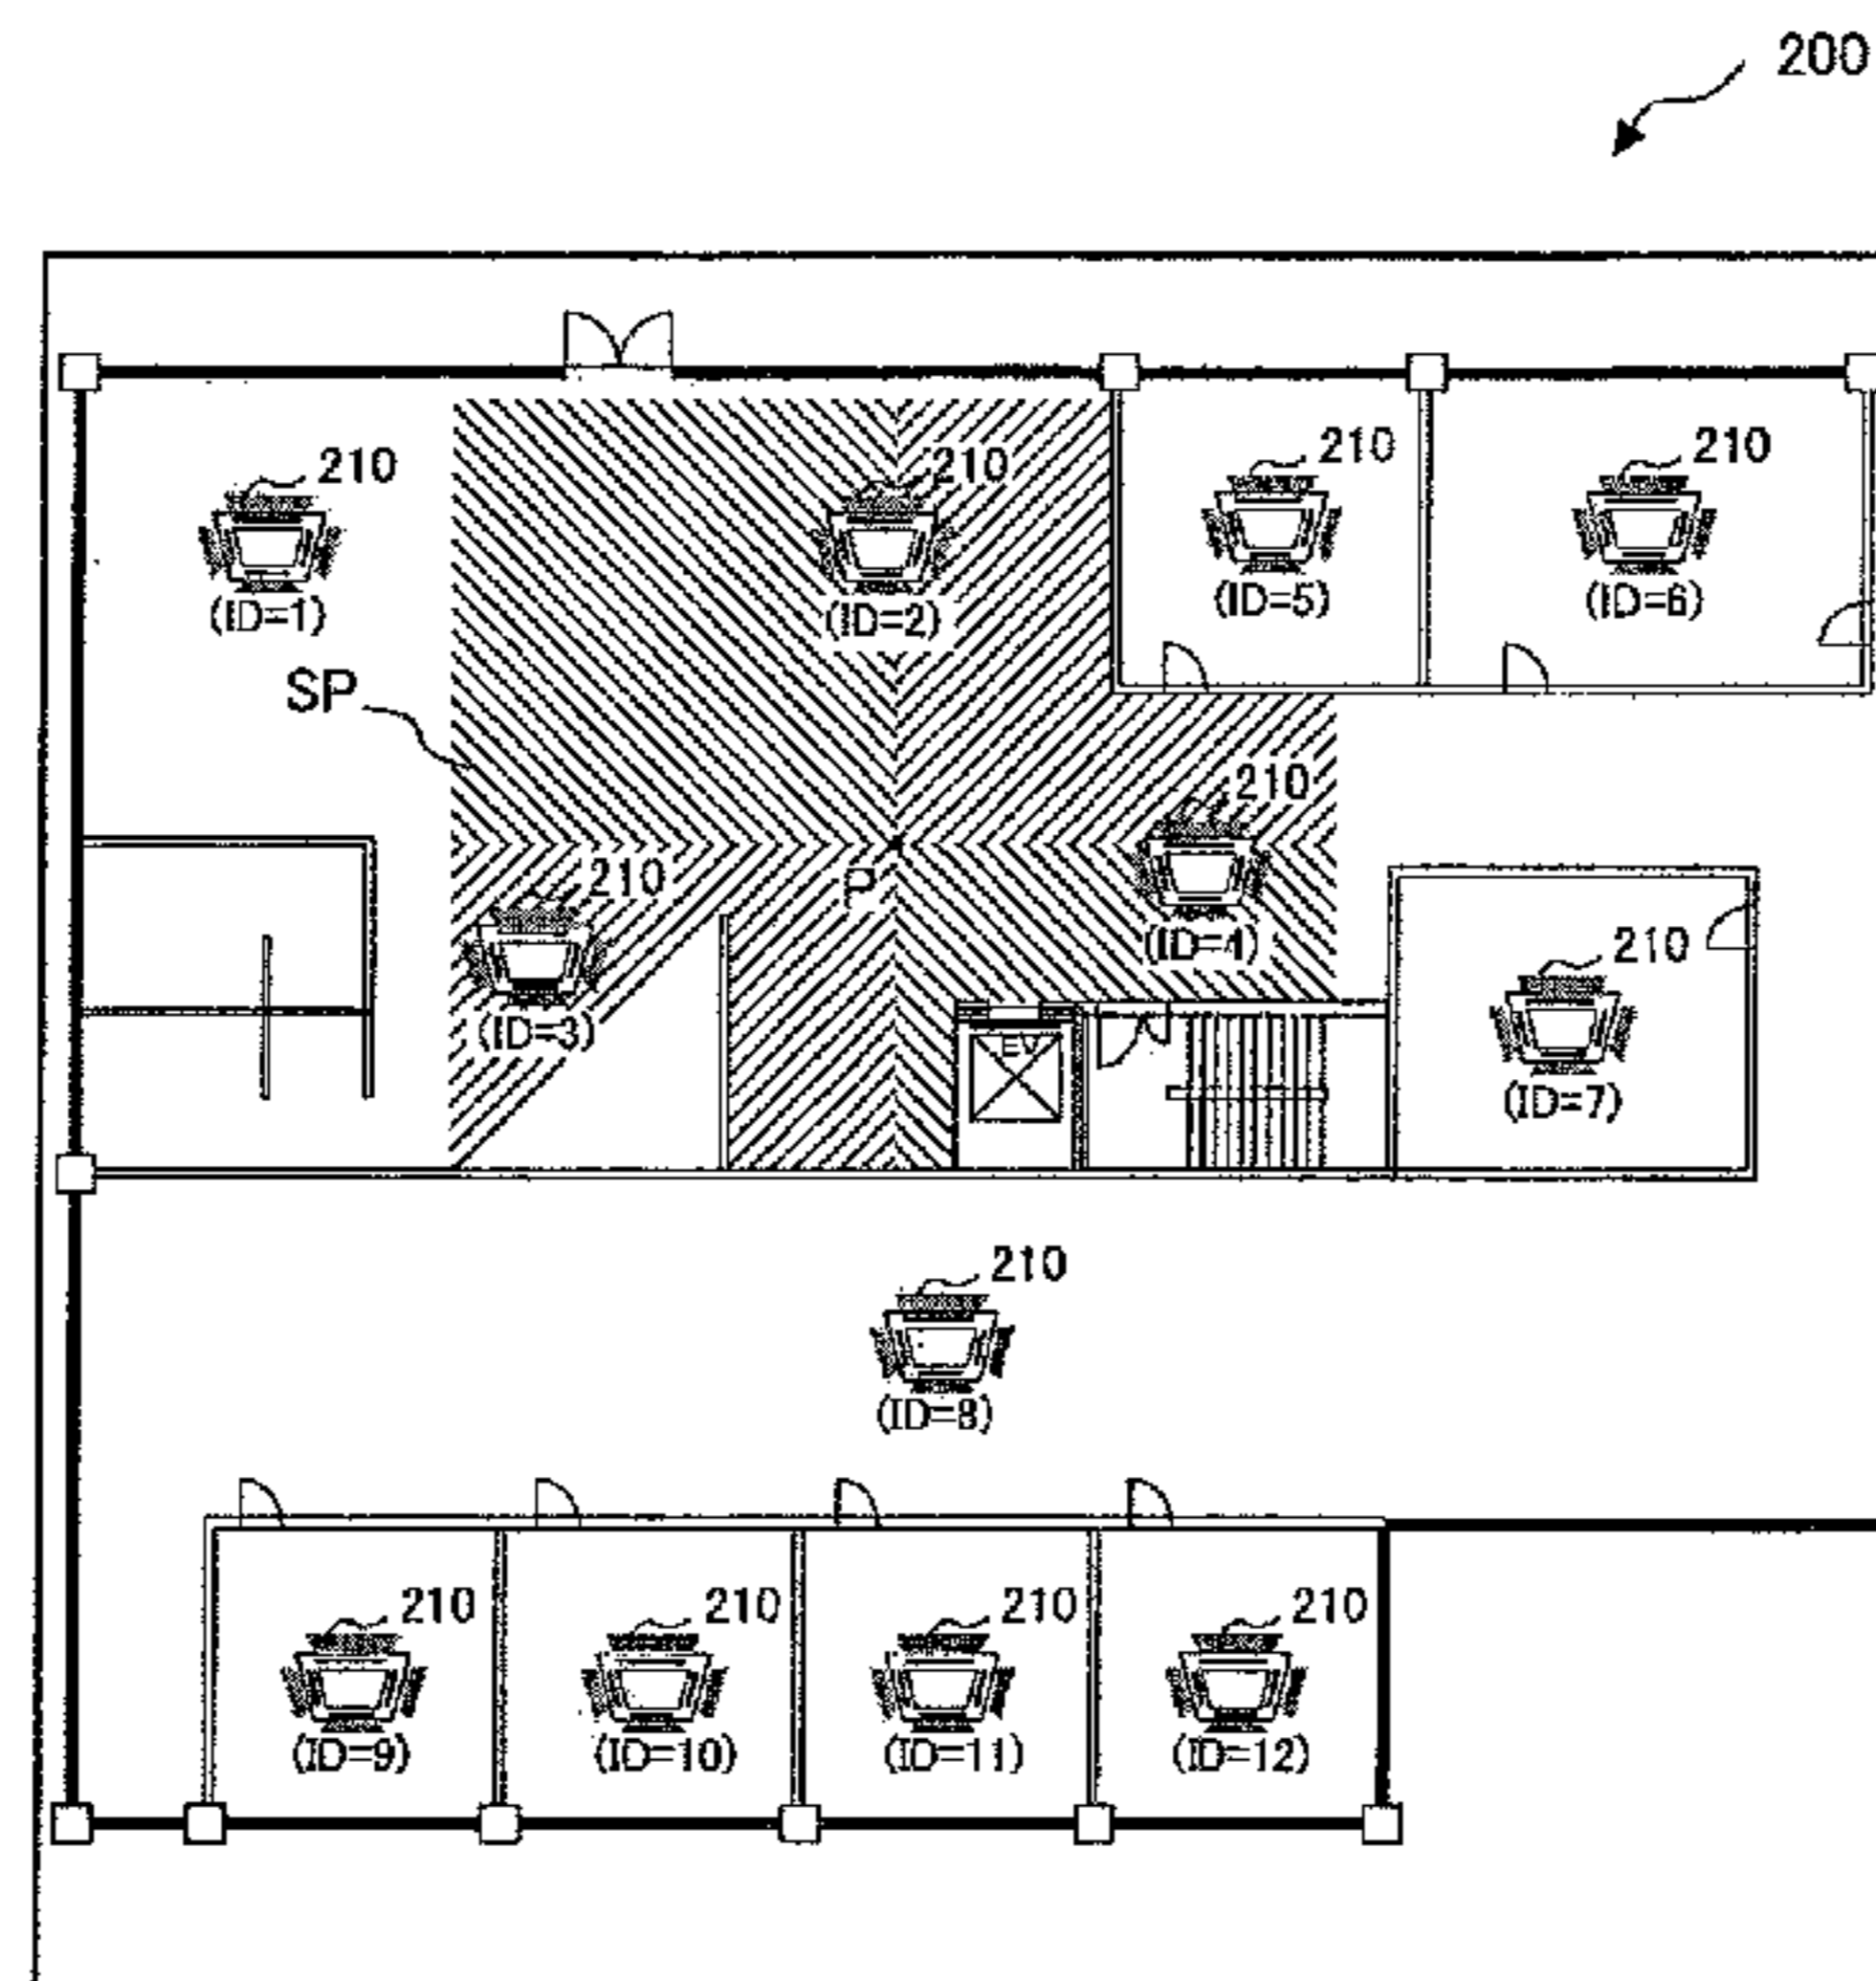 200
210
(ID=1)
210
(ID=2)
210
(ID=5)
210
(ID=6)
SP
210
(ID=3)
P
210
(ID=4)
EV
210
(ID=7)
210
(ID=8)
210
(ID=9)
210
(ID=10)
210
(ID=11)
210
(ID=12)